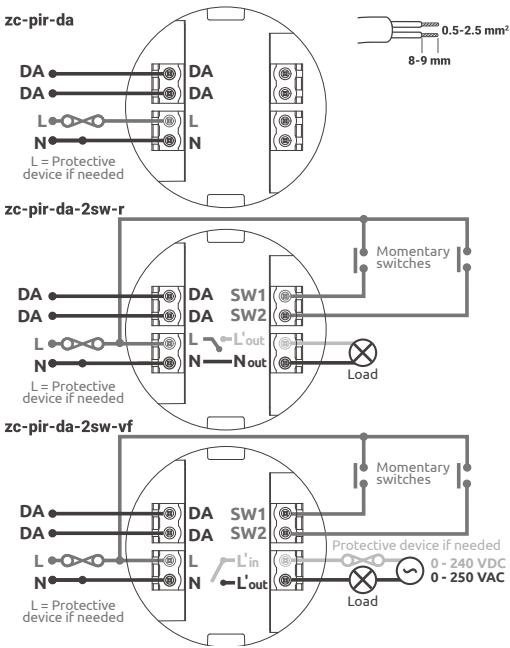 zc-pir-da
0.5-2.5 mm²
8-9 mm
DA DA
DA DA
L L
N N
L = Protective
device if needed
zc-pir-da-2sw-r
Momentary
switches
DA DA SW1
DA DA SW2
L L L'out
N N Nout
Load
L = Protective
device if needed
zc-pir-da-2sw-vf
Momentary
switches
DA DA SW1
DA DA SW2
Protective device if needed
L L L'in 0 - 240 VDC
N N L'out 0 - 250 VAC
Load
L = Protective
device if needed